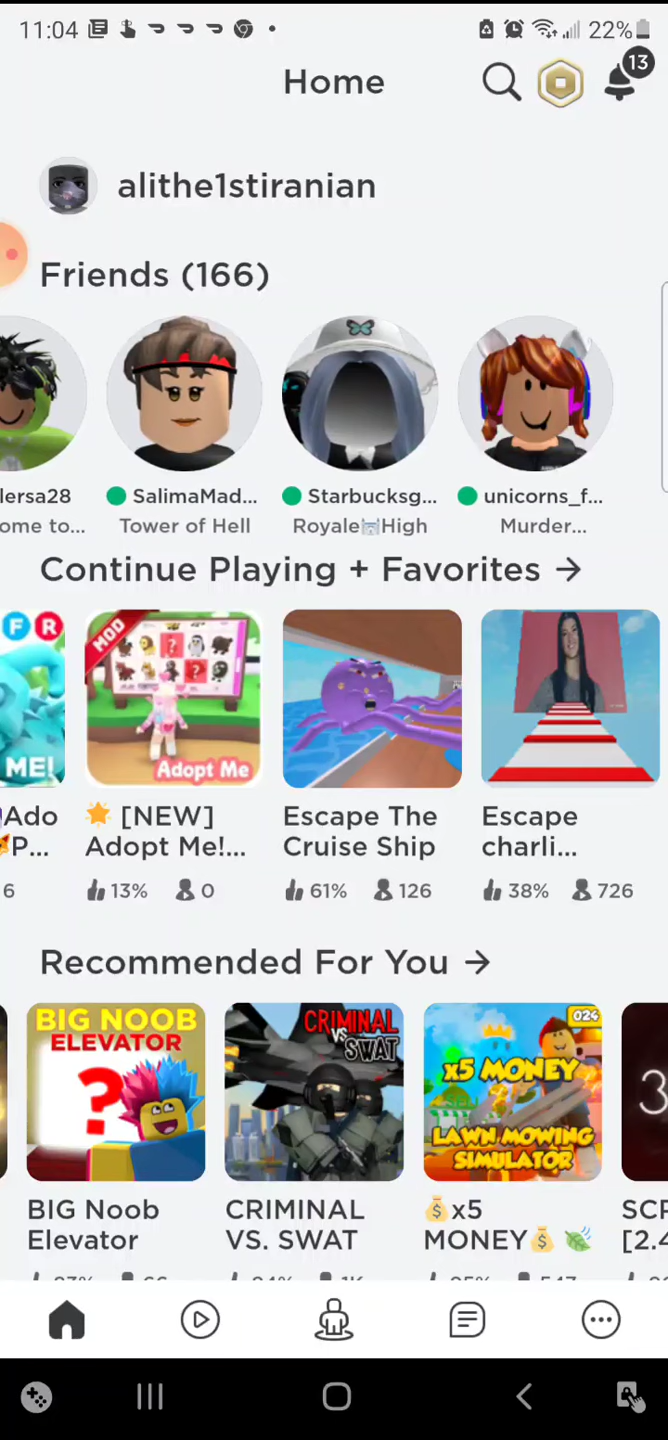 11:04 22%
Home 13
alithe1stiranian
Friends (166)
lersa28 SalimaMad... Starbucksg... unicorns_f...
ome to... Tower of Hell Royale High Murder...
Continue Playing + Favorites →
F R MOD
ME! Adopt Me
Ado ⭐ [NEW] Escape The Escape
P... Adopt Me!... Cruise Ship charli...
6 13% 0 61% 126 38% 726
Recommended For You →
BIG NOOB
ELEVATOR
?
CRIMINAL
VS
SWAT
024
x5 MONEY
LAWN MOWING
SIMULATOR
3
BIG Noob CRIMINAL 💰x5 SCP
Elevator VS. SWAT MONEY💰 [2.4